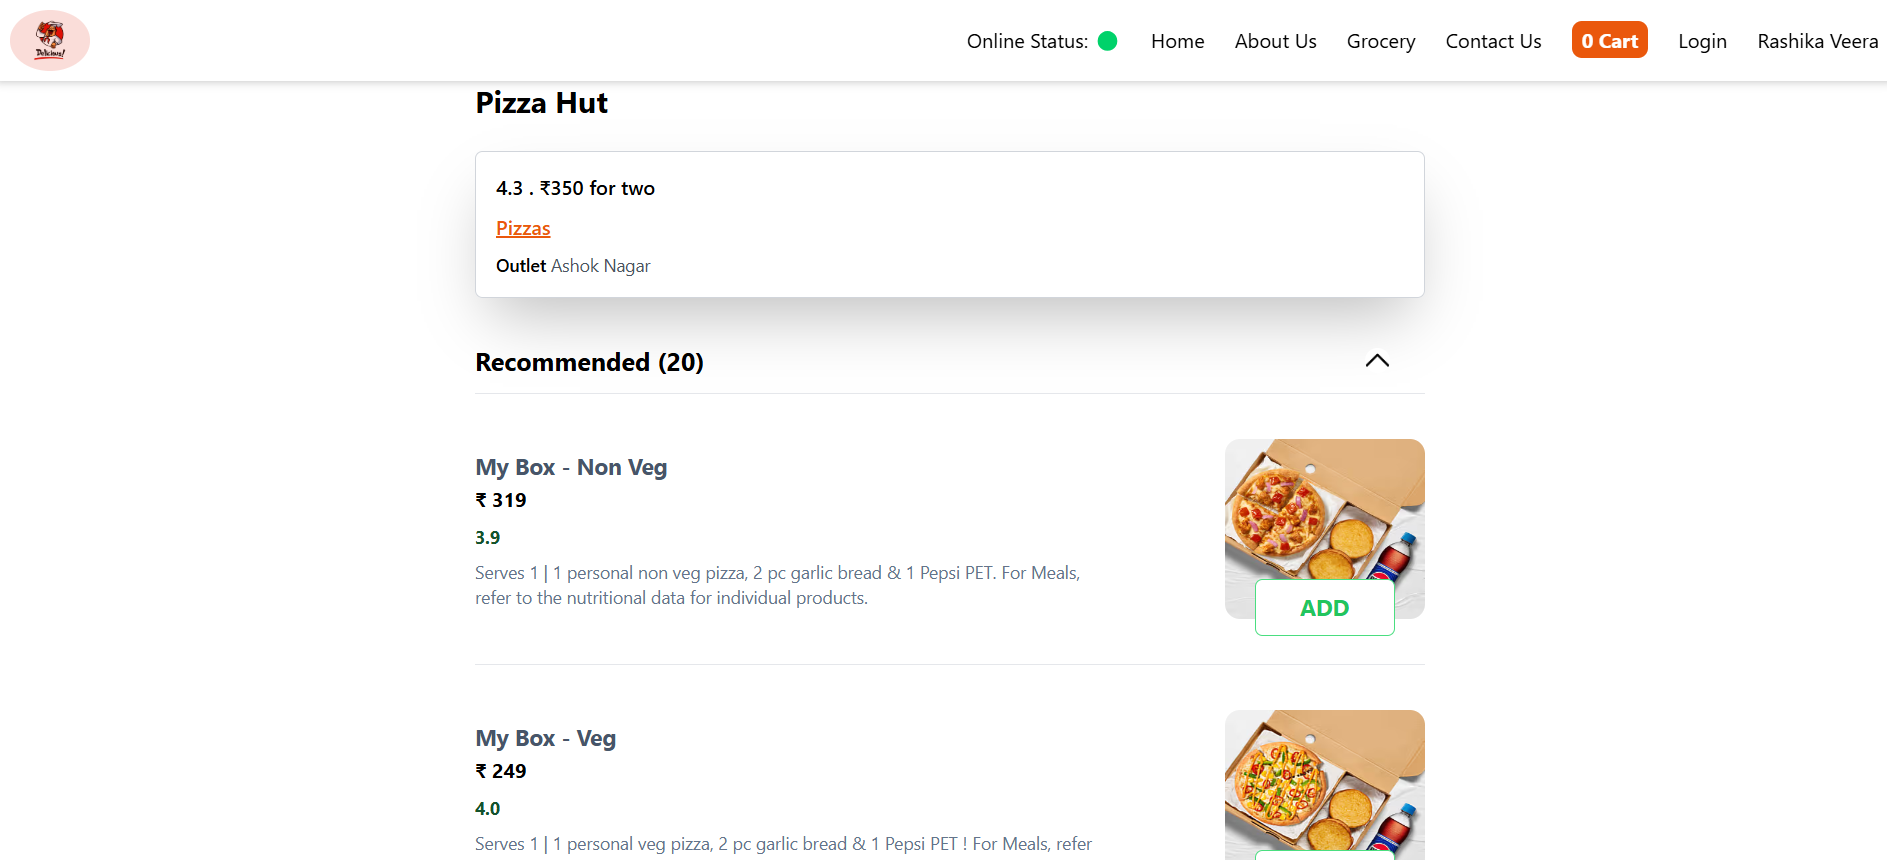 Delicious!
Online Status:
Home
About Us
Grocery
Contact Us
0 Cart
Login
Rashika Veera
Pizza Hut
4.3 . ₹350 for two
Pizzas
Outlet Ashok Nagar
Recommended (20)
My Box - Non Veg
₹ 319
3.9
Serves 1 | 1 personal non veg pizza, 2 pc garlic bread & 1 Pepsi PET. For Meals,
refer to the nutritional data for individual products.
ADD
My Box - Veg
₹ 249
4.0
Serves 1 | 1 personal veg pizza, 2 pc garlic bread & 1 Pepsi PET ! For Meals, refer